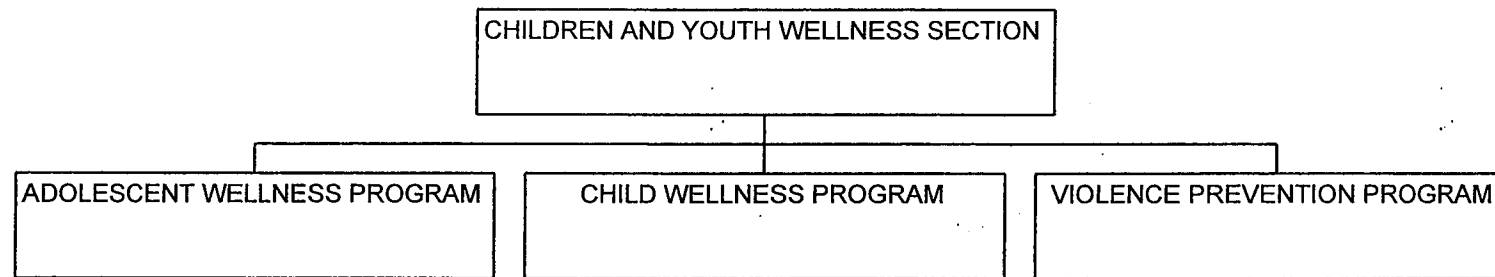 CHILDREN AND YOUTH WELLNESS SECTION
ADOLESCENT WELLNESS PROGRAM
CHILD WELLNESS PROGRAM
VIOLENCE PREVENTION PROGRAM